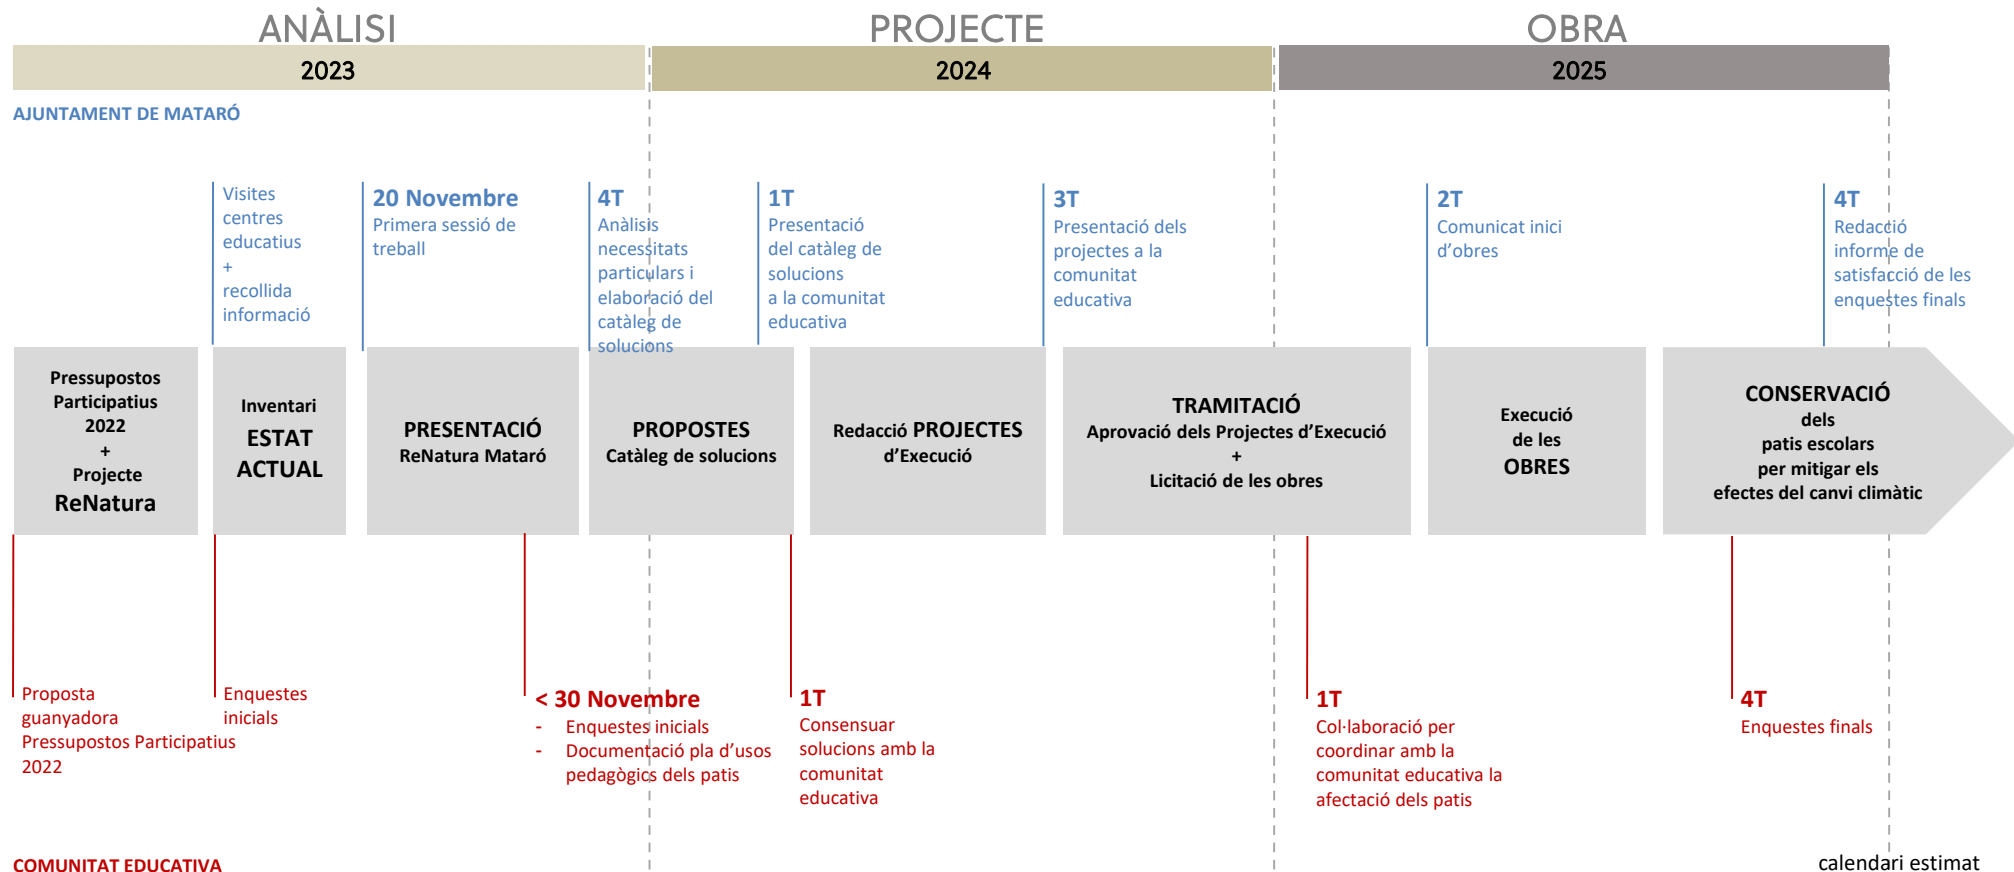 ANÀLISI
PROJECTE
OBRA
2023
2024
2025
AJUNTAMENT DE MATARÓ
Visites
centres
educatius
+
recollida
informació
20 Novembre
Primera sessió de
treball
4T
Anàlisis
necessitats
particulars i
elaboració del
catàleg de
solucions
1T
Presentació
del catàleg de
solucions
a la comunitat
educativa
3T
Presentació dels
projectes a la
comunitat
educativa
2T
Comunicat inici
d'obres
4T
Redacció
informe de
satisfacció de les
enquestes finals
Pressupostos
Participatius
2022
+
Projecte
ReNatura
Inventari
ESTAT
ACTUAL
PRESENTACIÓ
ReNatura Mataró
PROPOSTES
Catàleg de solucions
Redacció PROJECTES
d'Execució
TRAMITACIÓ
Aprovació dels Projectes d'Execució
+
Licitació de les obres
Execució
de les
OBRES
CONSERVACIÓ
dels
patis escolars
per mitigar els
efectes del canvi climàtic
Proposta
guanyadora
Pressupostos Participatius
2022
Enquestes
inicials
< 30 Novembre
- Enquestes inicials
- Documentació pla d'usos
pedagògics dels patis
1T
Consensuar
solucions amb la
comunitat
educativa
1T
Col·laboració per
coordinar amb la
comunitat educativa la
afectació dels patis
4T
Enquestes finals
COMUNITAT EDUCATIVA
calendari estimat